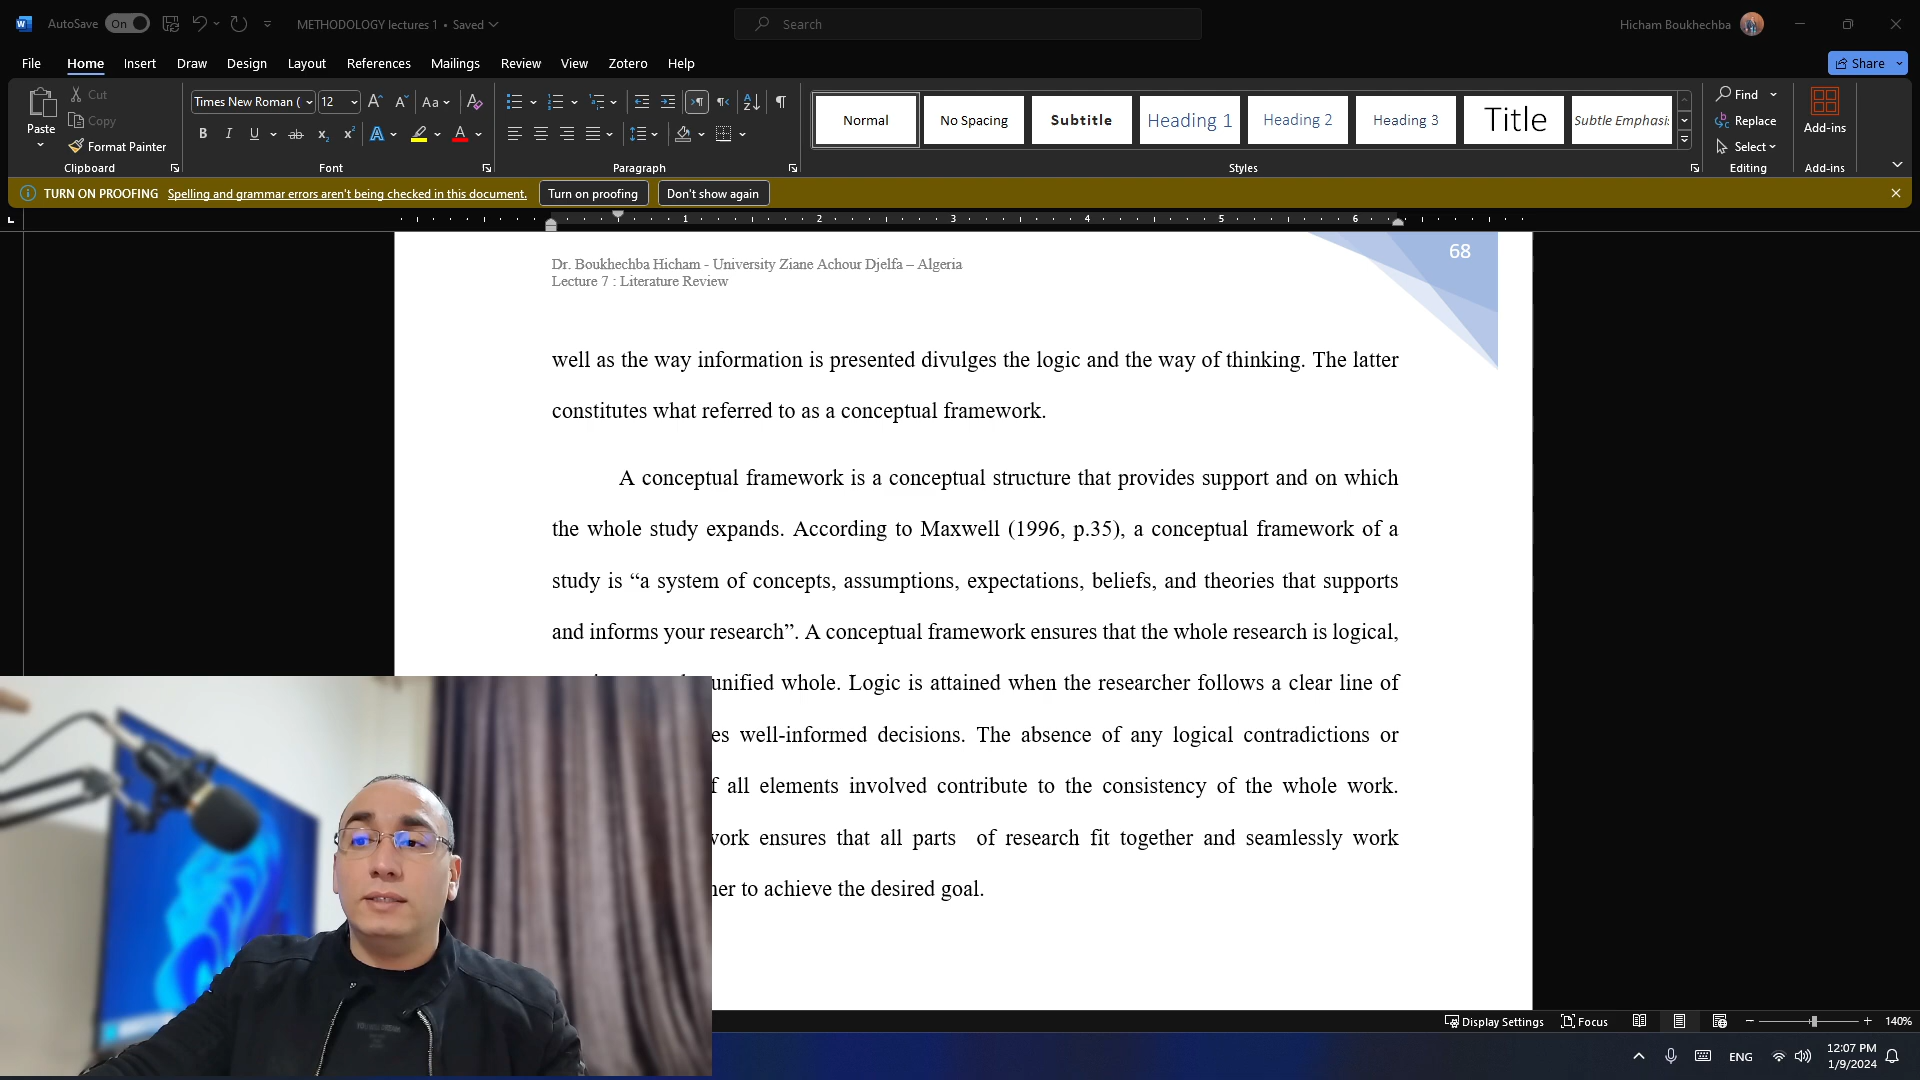 AutoSave On METHODOLOGY lectures 1 • Saved Search Hicham Boukhechba
File Home Insert Draw Design Layout References Mailings Review View Zotero Help Share
Paste Cut Copy Format Painter Clipboard
Times New Roman ( 12 Aa
B I U ab x₂ x² A A Font
Paragraph
Normal No Spacing Subtitle Heading 1 Heading 2 Heading 3 Title Subtle Emphasis Styles
Find Replace Select Editing
Add-ins Add-ins
TURN ON PROOFING Spelling and grammar errors aren't being checked in this document. Turn on proofing Don't show again
1 2 3 4 5 6
68
Dr. Boukhechba Hicham - University Ziane Achour Djelfa – Algeria
Lecture 7 : Literature Review
well as the way information is presented divulges the logic and the way of thinking. The latter
constitutes what referred to as a conceptual framework.
A conceptual framework is a conceptual structure that provides support and on which
the whole study expands. According to Maxwell (1996, p.35), a conceptual framework of a
study is “a system of concepts, assumptions, expectations, beliefs, and theories that supports
and informs your research”. A conceptual framework ensures that the whole research is logical,
unified whole. Logic is attained when the researcher follows a clear line of
well-informed decisions. The absence of any logical contradictions or
all elements involved contribute to the consistency of the whole work.
ensures that all parts of research fit together and seamlessly work
to achieve the desired goal.
Display Settings Focus 140%
ENG 12:07 PM
1/9/2024